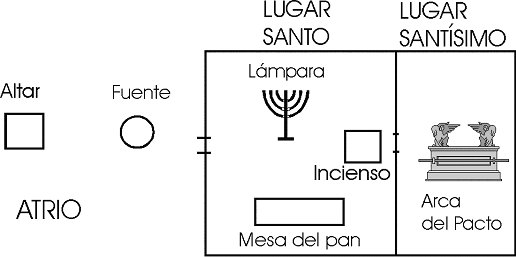 LUGAR
SANTO
LUGAR
SANTÍSIMO
Lámpara
Altar
Fuente
Incienso
Arca
del Pacto
ATRIO
Mesa del pan